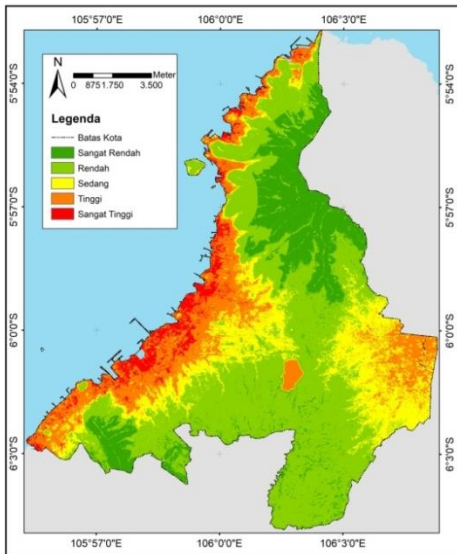 105°57'0"E 106°0'0"E 106°3'0"E
N
0 875 1.750 3.500 Meter
Legenda
Batas Kota
Sangat Rendah
Rendah
Sedang
Tinggi
Sangat Tinggi
5°54'0"S 5°54'0"S
5°57'0"S 5°57'0"S
6°0'0"S 6°0'0"S
6°3'0"S 6°3'0"S
105°57'0"E 106°0'0"E 106°3'0"E